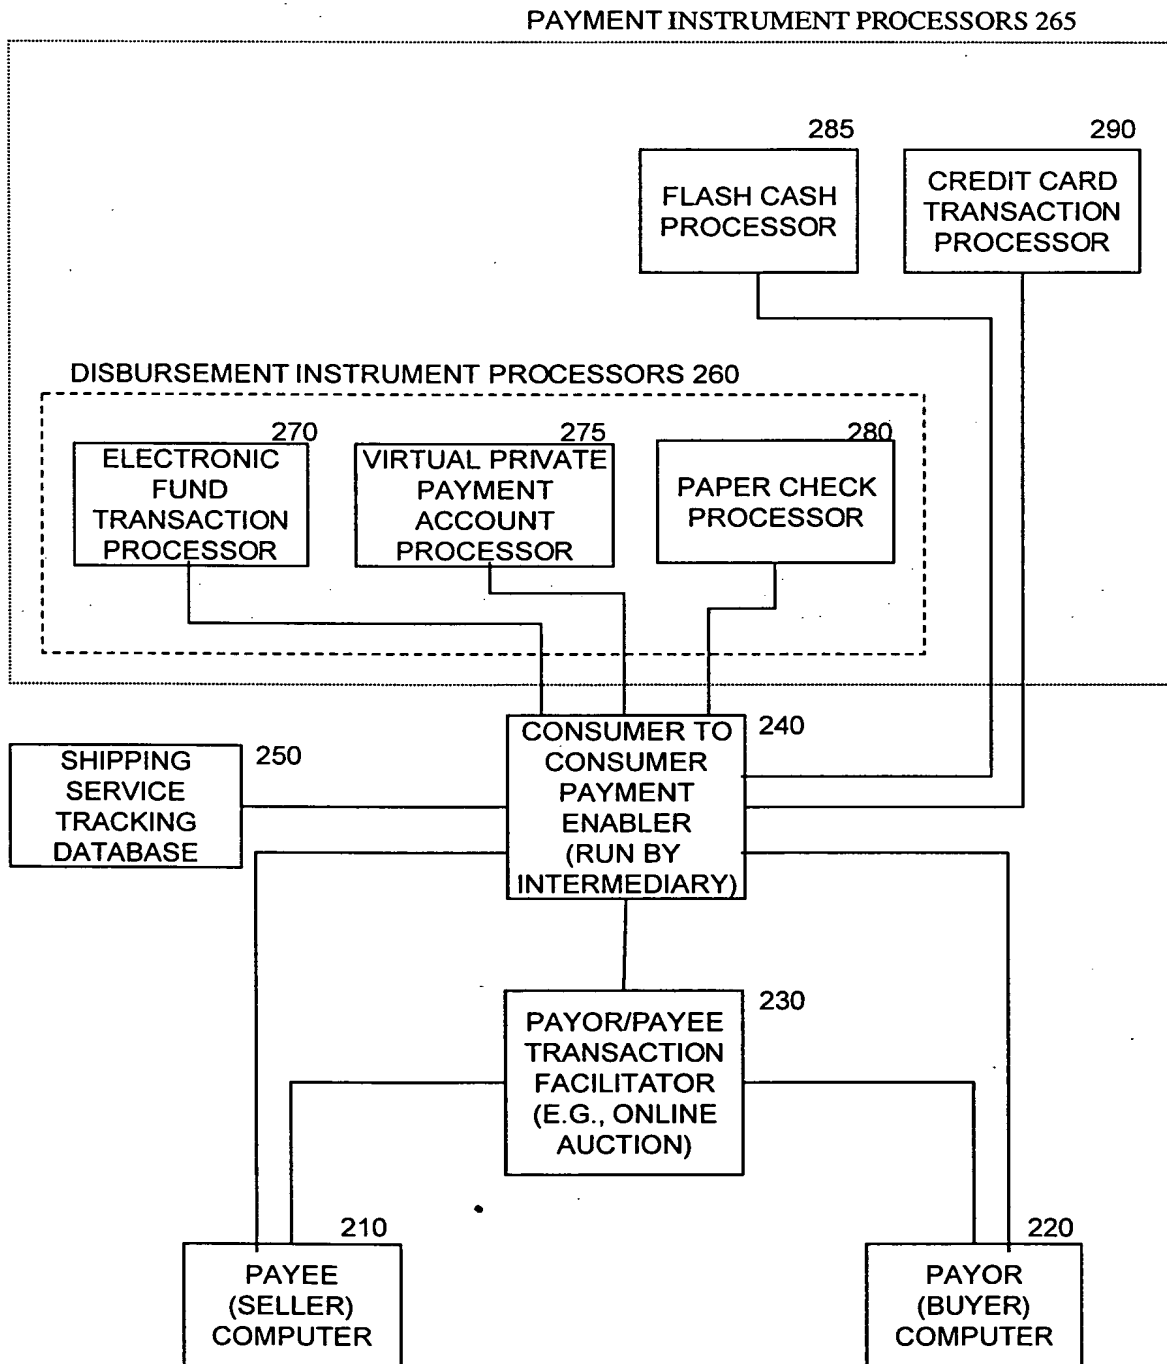 PAYMENT INSTRUMENT PROCESSORS 265
285
FLASH CASH
PROCESSOR
290
CREDIT CARD
TRANSACTION
PROCESSOR
DISBURSEMENT INSTRUMENT PROCESSORS 260
270
ELECTRONIC
FUND
TRANSACTION
PROCESSOR
275
VIRTUAL PRIVATE
PAYMENT
ACCOUNT
PROCESSOR
280
PAPER CHECK
PROCESSOR
240
CONSUMER TO
CONSUMER
PAYMENT
ENABLER
(RUN BY
INTERMEDIARY)
250
SHIPPING
SERVICE
TRACKING
DATABASE
230
PAYOR/PAYEE
TRANSACTION
FACILITATOR
(E.G., ONLINE
AUCTION)
210
PAYEE
(SELLER)
COMPUTER
220
PAYOR
(BUYER)
COMPUTER